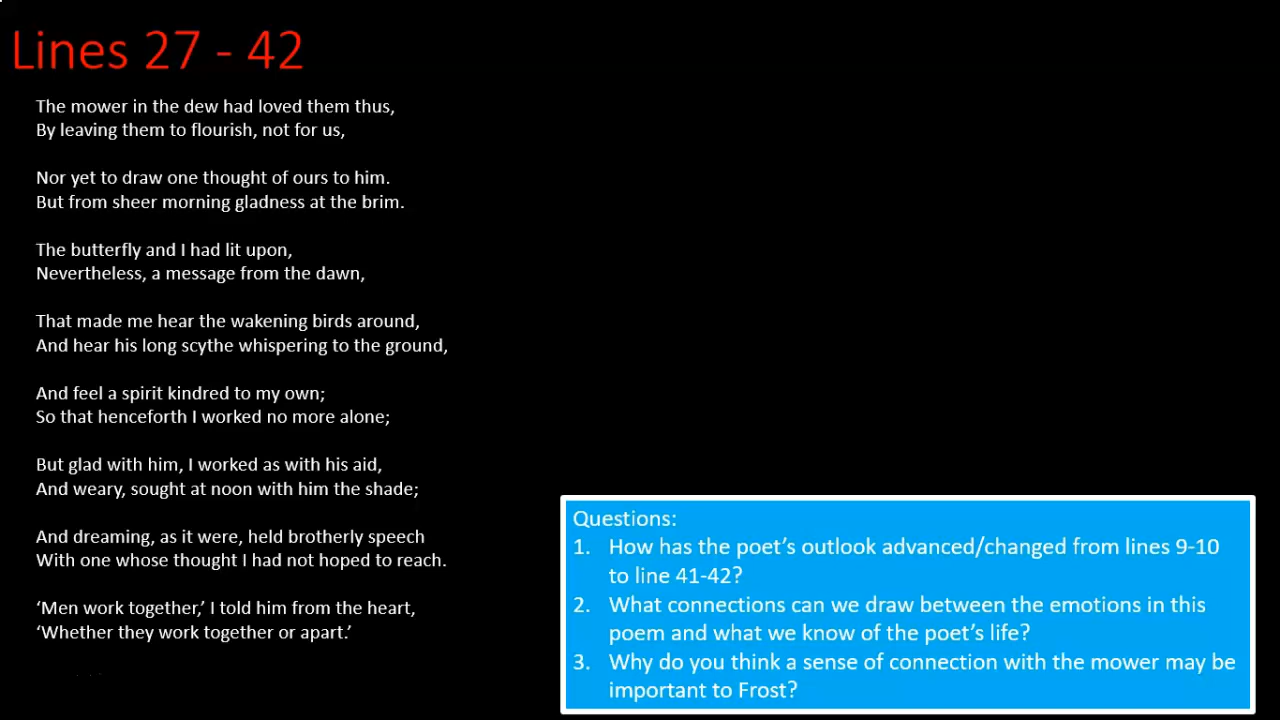 Lines 27 - 42
The mower in the dew had loved them thus,
By leaving them to flourish, not for us,
Nor yet to draw one thought of ours to him.
But from sheer morning gladness at the brim.
The butterfly and I had lit upon,
Nevertheless, a message from the dawn,
That made me hear the wakening birds around,
And hear his long scythe whispering to the ground,
And feel a spirit kindred to my own;
So that henceforth I worked no more alone;
But glad with him, I worked as with his aid,
And weary, sought at noon with him the shade;
And dreaming, as it were, held brotherly speech
With one whose thought I had not hoped to reach.
‘Men work together,’ I told him from the heart,
‘Whether they work together or apart.’
Questions:
1. How has the poet’s outlook advanced/changed from lines 9-10
to line 41-42?
2. What connections can we draw between the emotions in this
poem and what we know of the poet’s life?
3. Why do you think a sense of connection with the mower may be
important to Frost?